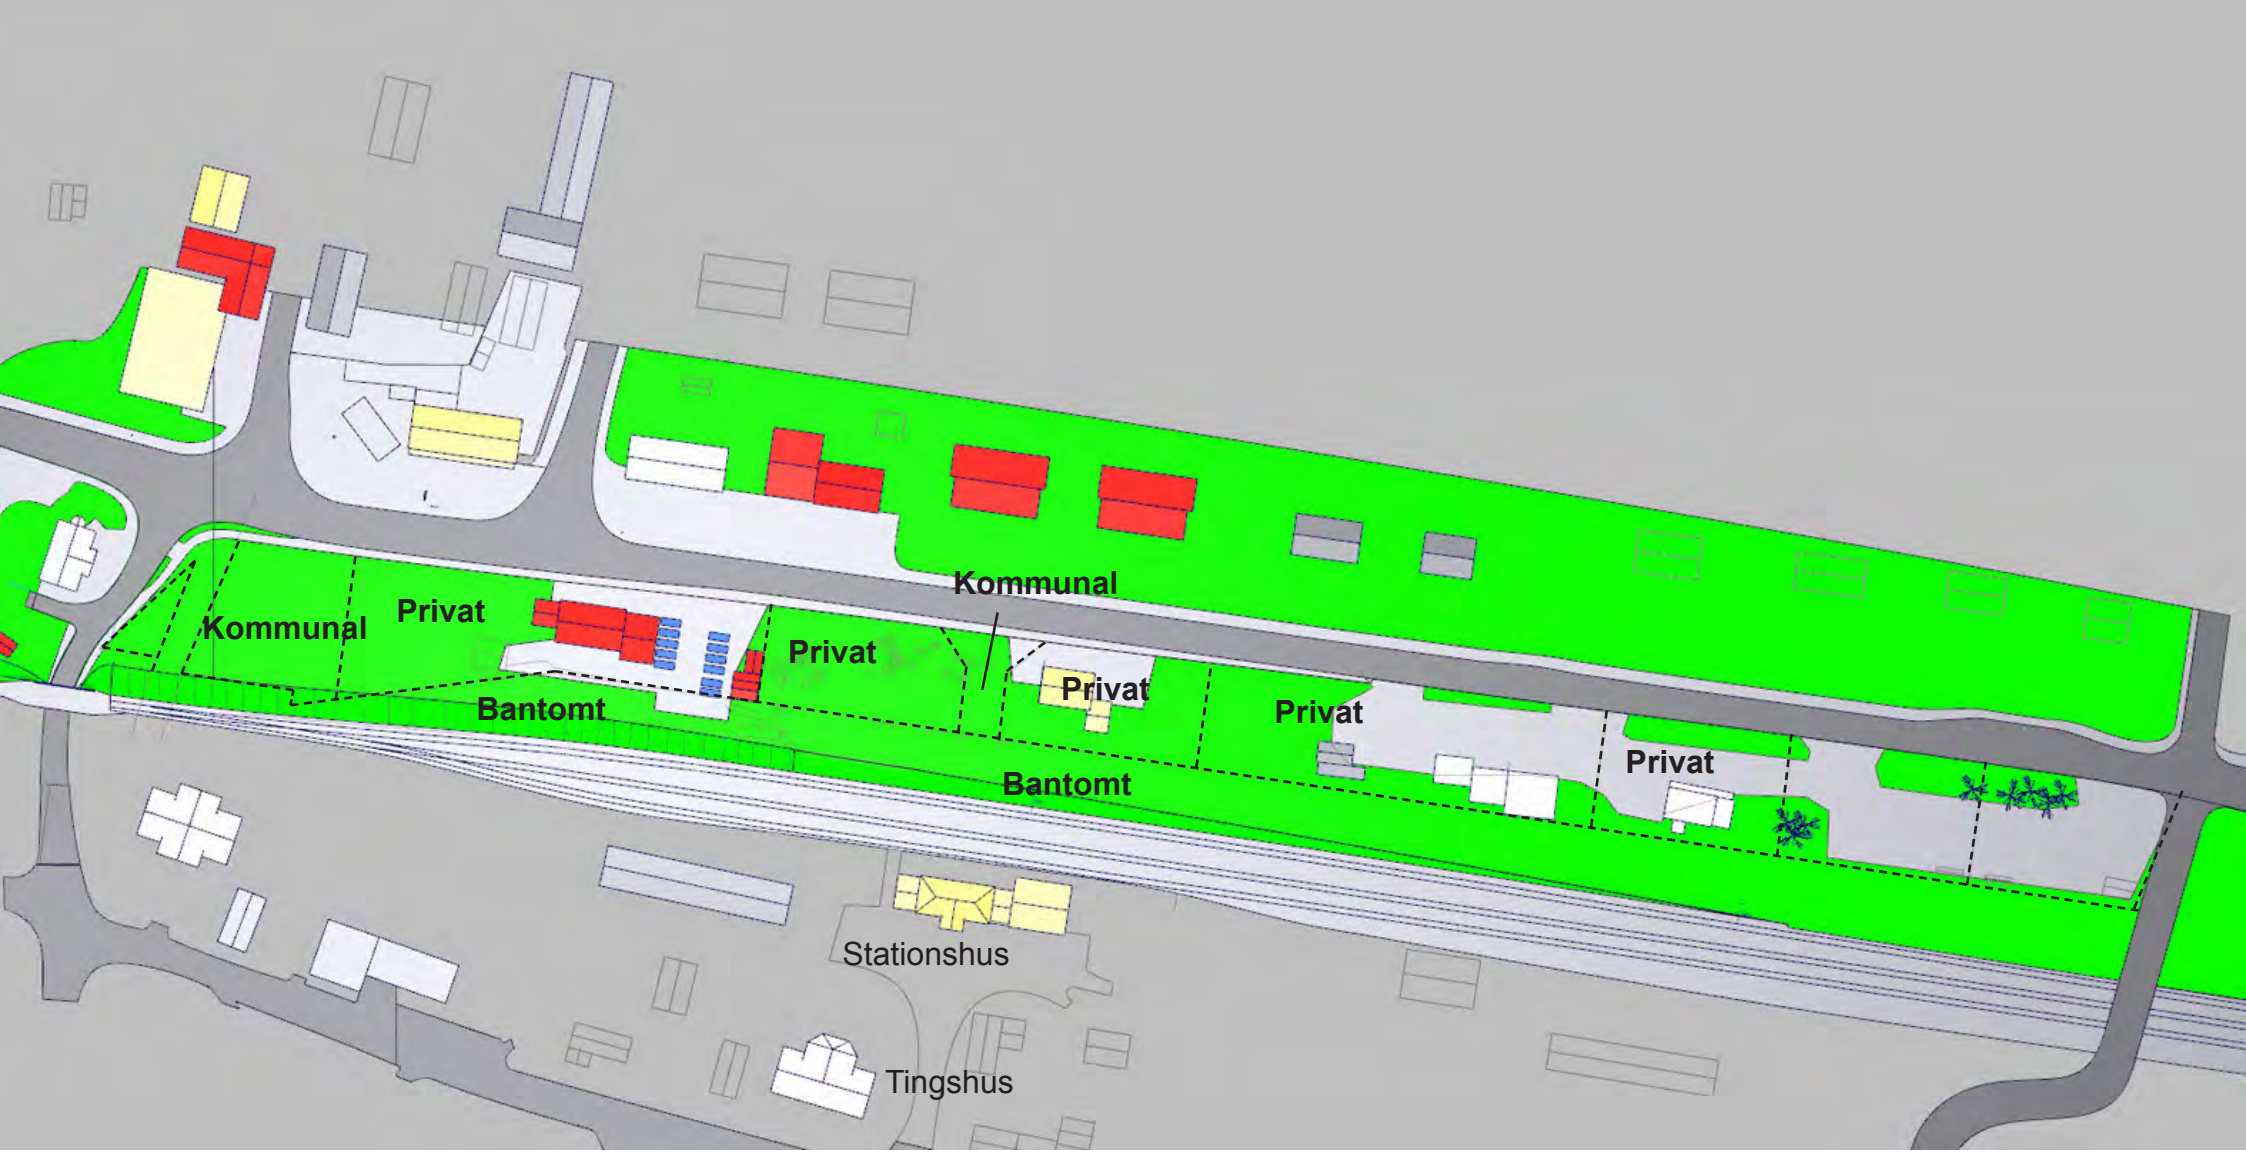 Kommunal
Kommunal
Privat
Privat
Privat
Privat
Privat
Bantomt
Bantomt
Stationshus
Tingshus